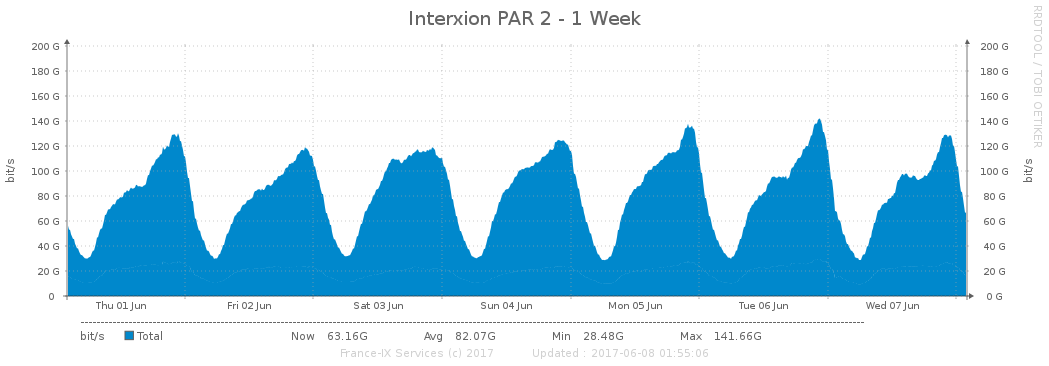 Interxion PAR 2 - 1 Week
RRDTOOL / TOBI OETIKER
bit/s
200 G 200 G
180 G 180 G
160 G 160 G
140 G 140 G
120 G 120 G
100 G 100 G
80 G 80 G
60 G 60 G
40 G 40 G
20 G 20 G
0 0 G
bit/s
Thu 01 Jun Fri 02 Jun Sat 03 Jun Sun 04 Jun Mon 05 Jun Tue 06 Jun Wed 07 Jun
bit/s Total Now 63.16G Avg 82.07G Min 28.48G Max 141.66G
France-IX Services (c) 2017 Updated : 2017-06-08 01:55:06